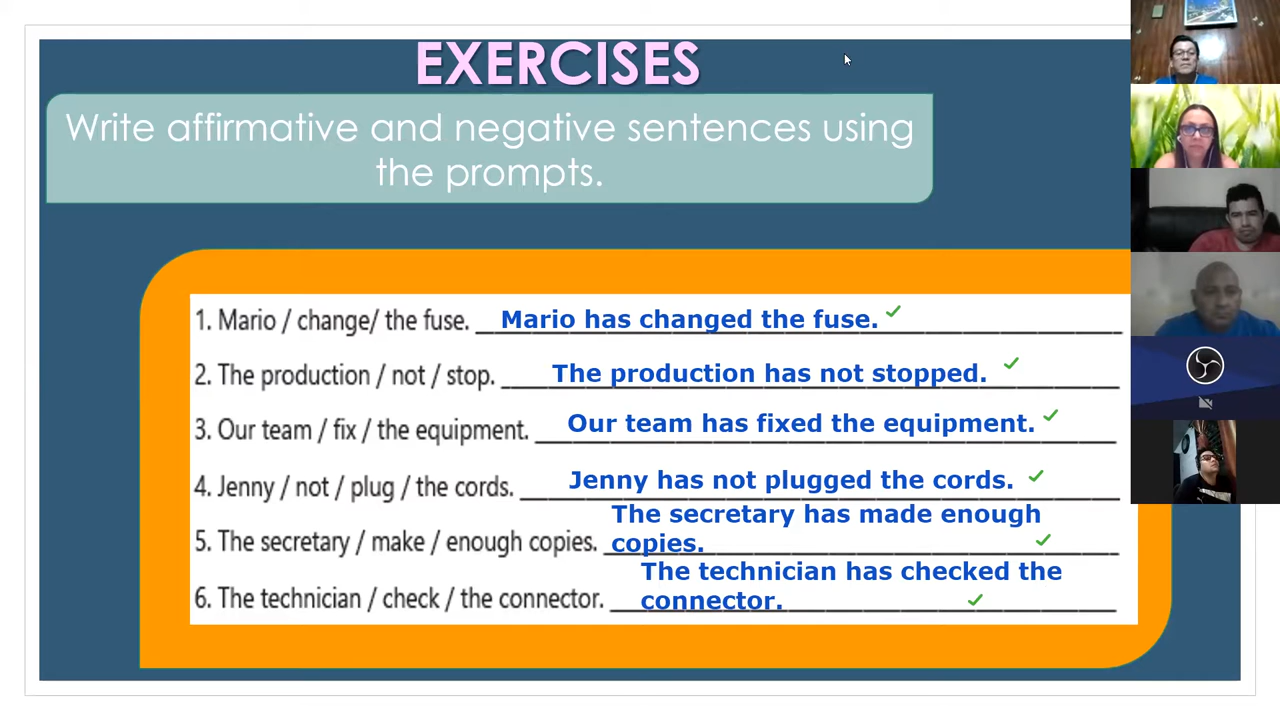 EXERCISES
Write affirmative and negative sentences using
the prompts.
1. Mario / change/ the fuse. Mario has changed the fuse.
2. The production / not / stop. The production has not stopped.
3. Our team / fix / the equipment. Our team has fixed the equipment.
4. Jenny / not / plug / the cords. Jenny has not plugged the cords.
The secretary has made enough
5. The secretary / make / enough copies. copies.
The technician has checked the
6. The technician / check / the connector. connector.